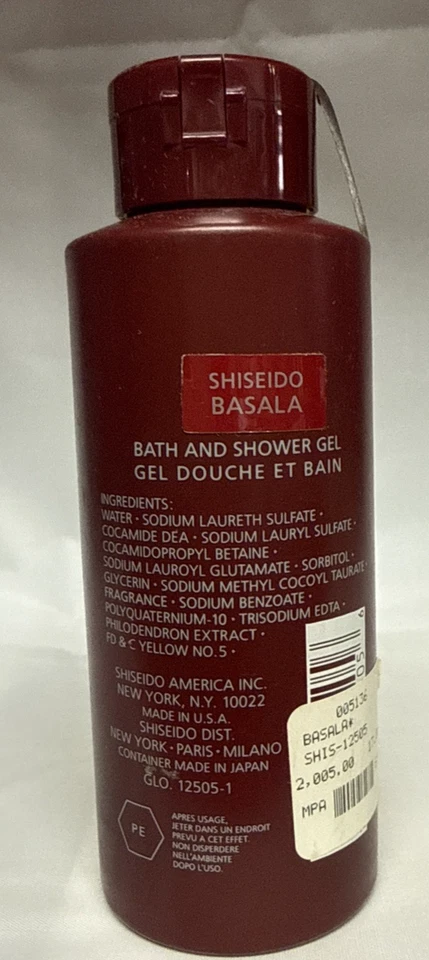 SHISEIDO
BASALA
BATH AND SHOWER GEL
GEL DOUCHE ET BAIN
INGREDIENTS:
WATER · SODIUM LAURETH SULFATE ·
COCAMIDE DEA · SODIUM LAURYL SULFATE ·
COCAMIDOPROPYL BETAINE ·
SODIUM LAUROYL GLUTAMATE · SORBITOL ·
GLYCERIN · SODIUM METHYL COCOYL TAURATE ·
FRAGRANCE · SODIUM BENZOATE ·
POLYQUATERNIUM-10 · TRISODIUM EDTA ·
PHILODENDRON EXTRACT ·
FD & C YELLOW NO. 5 ·
SHISEIDO AMERICA INC.
NEW YORK, N.Y. 10022
MADE IN U.S.A.
SHISEIDO DIST.
NEW YORK · PARIS · MILANO
CONTAINER MADE IN JAPAN
GLO. 12505-1
PE
APRES USAGE,
JETER DANS UN ENDROIT
PREVU A CET EFFET.
NON DISPERDERE
NELL'AMBIENTE
DOPO L'USO.
005136
BASALA*
SHIS-12505
2,005.00
MPA